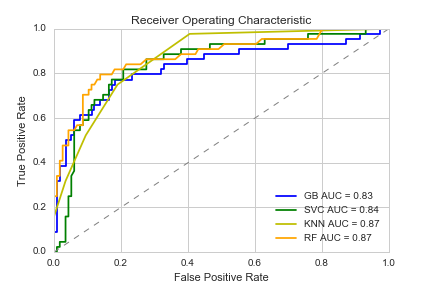 Receiver Operating Characteristic
1.0
0.8
0.6
0.4
0.2
0.0
True Positive Rate
GB AUC = 0.83
SVC AUC = 0.84
KNN AUC = 0.87
RF AUC = 0.87
0.0 0.2 0.4 0.6 0.8 1.0
False Positive Rate